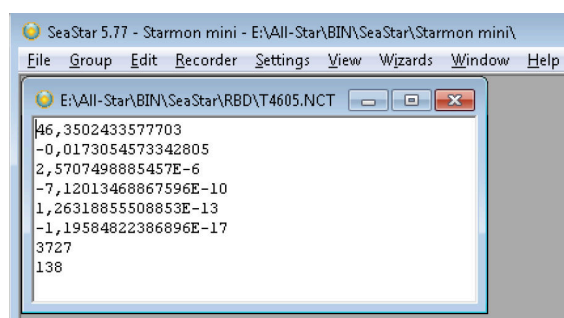 SeaStar 5.77 - Starmon mini - E:\All-Star\BIN\SeaStar\Starmon mini\
File Group Edit Recorder Settings View Wizards Window Help
E:\All-Star\BIN\SeaStar\RBD\T4605.NCT
46,3502433577703
-0,0173054573342805
2,5707498885457E-6
-7,12013468867596E-10
1,26318855508853E-13
-1,19584822386896E-17
3727
138